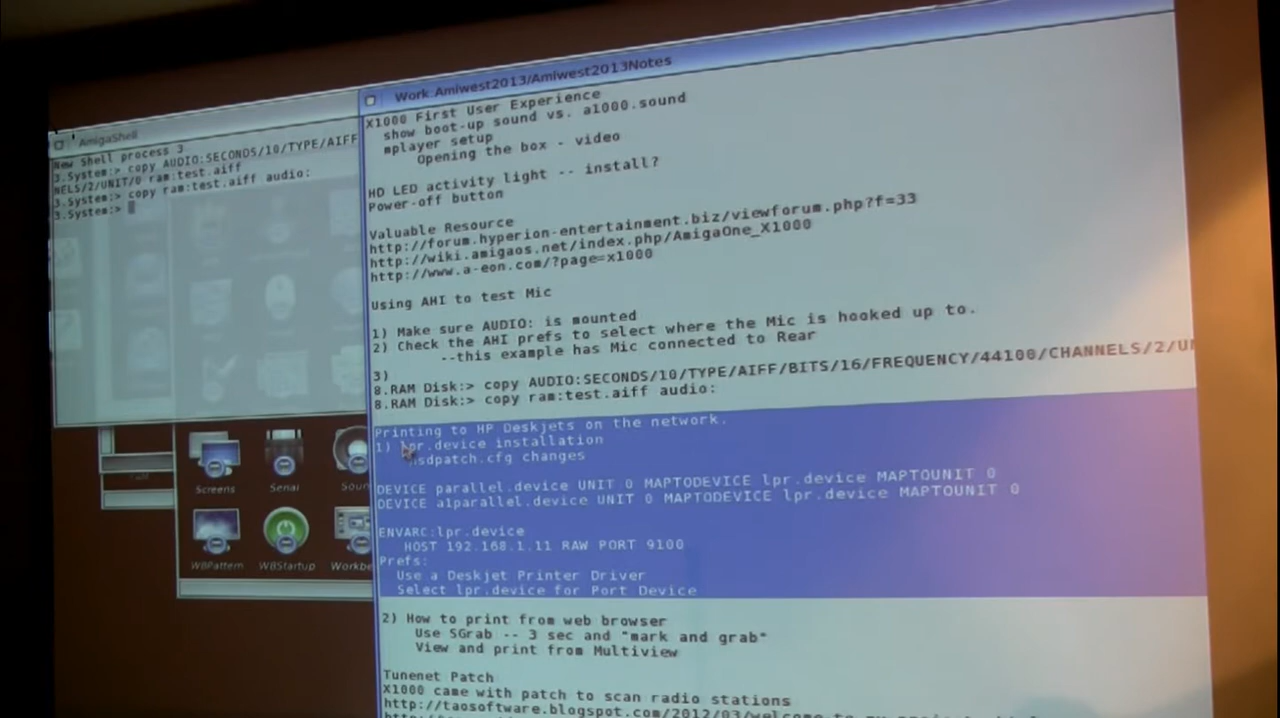 AmigaShell
New Shell process 3
3.System:> copy AUDIO:SECONDS/10/TYPE/AIFF
NELS/2/UNIT/0 ram:test.aiff
3.System:> copy ram:test.aiff audio:
3.System:>
Screens
Serial
Soun
WBPattern
WBStartup
Workbe
Work:Amiwest2013/Amiwest2013Notes
X1000 First User Experience
show boot-up sound vs. a1000.sound
mplayer setup
Opening the box - video
HD LED activity light -- install?
Power-off button
Valuable Resource
http://forum.hyperion-entertainment.biz/viewforum.php?f=33
http://wiki.amigaos.net/index.php/AmigaOne_X1000
http://www.a-eon.com/?page=x1000
Using AHI to test Mic
1) Make sure AUDIO: is mounted
2) Check the AHI prefs to select where the Mic is hooked up to.
--this example has Mic connected to Rear
3)
8.RAM Disk:> copy AUDIO:SECONDS/10/TYPE/AIFF/BITS/16/FREQUENCY/44100/CHANNELS/2/UN
8.RAM Disk:> copy ram:test.aiff audio:
Printing to HP Deskjets on the network.
1) lpr.device installation
sdpatch.cfg changes
DEVICE parallel.device UNIT 0 MAPTODEVICE lpr.device MAPTOUNIT 0
DEVICE a1parallel.device UNIT 0 MAPTODEVICE lpr.device MAPTOUNIT 0
ENVARC:lpr.device
HOST 192.168.1.11 RAW PORT 9100
Prefs:
Use a Deskjet Printer Driver
Select lpr.device for Port Device
2) How to print from web browser
Use SGrab -- 3 sec and "mark and grab"
View and print from Multiview
Tunenet Patch
X1000 came with patch to scan radio stations